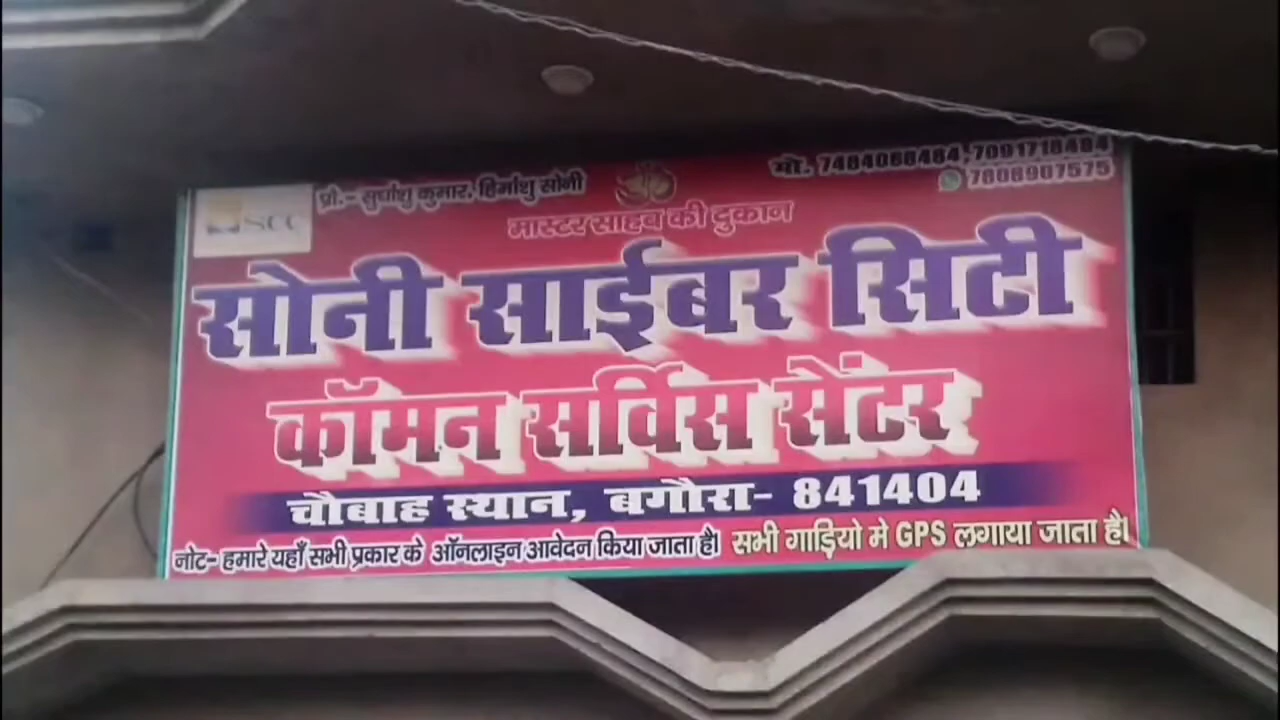 प्रो.- सुधांशु कुमार, हिमांशु सोनी
मो. 7484088484, 7091718484
7808907575
मास्टर साहब की दुकान
सोनी साईबर सिटी
कॉमन सर्विस सेंटर
चौबाह स्थान, बगौरा- 841404
नोट- हमारे यहाँ सभी प्रकार के ऑनलाइन आवेदन किया जाता है। सभी गाड़ियो मे GPS लगाया जाता है।